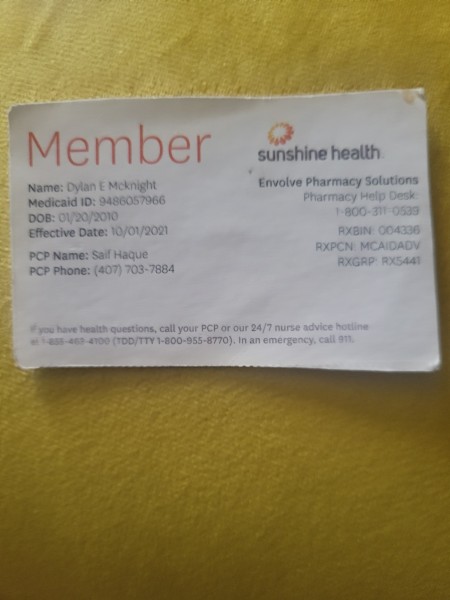 Member
Name: Dylan E Mcknight
Medicaid ID: 9486057966
DOB: 01/20/2010
Effective Date: 10/01/2021
PCP Name: Saif Haque
PCP Phone: (407) 703-7884
sunshine health
Envolve Pharmacy Solutions
Pharmacy Help Desk:
1-800-311-0539
RXBIN: 004336
RXPCN: MCAIDADV
RXGRP: RX5441
If you have health questions, call your PCP or our 24/7 nurse advice hotline
at 1-855-463-4100 (TDD/TTY 1-800-955-8770). In an emergency, call 911.